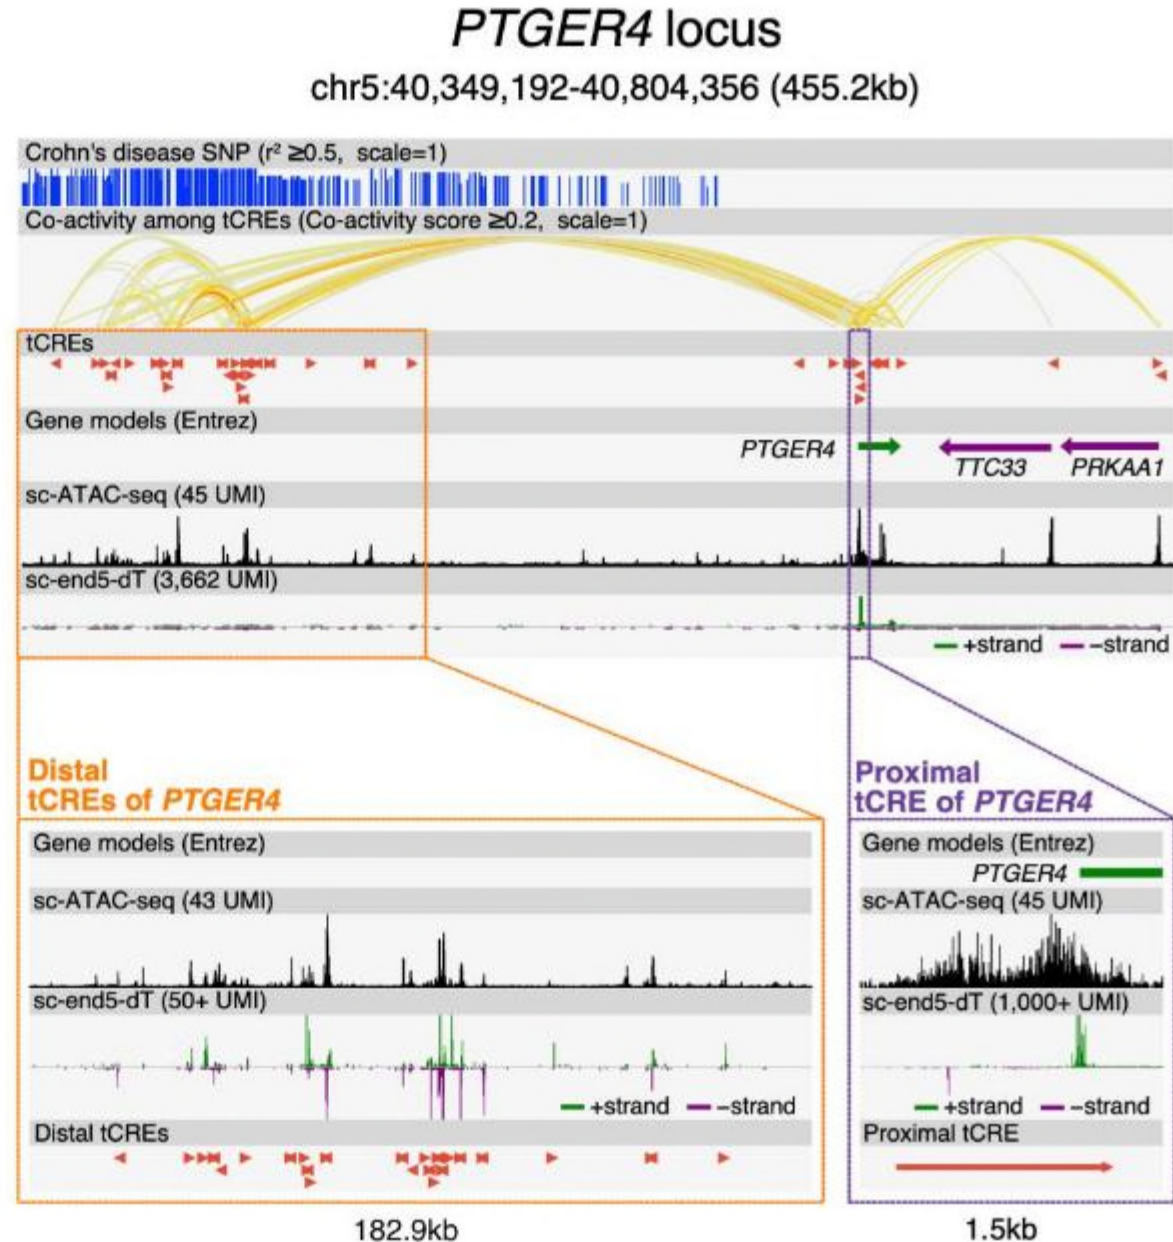 PTGER4 locus
chr5:40,349,192-40,804,356 (455.2kb)
Crohn's disease SNP (r² ≥0.5, scale=1)
Co-activity among tCREs (Co-activity score ≥0.2, scale=1)
tCREs
Gene models (Entrez)
PTGER4
TTC33
PRKAA1
sc-ATAC-seq (45 UMI)
sc-end5-dT (3,662 UMI)
+strand −strand
Distal
tCREs of PTGER4
Gene models (Entrez)
sc-ATAC-seq (43 UMI)
sc-end5-dT (50+ UMI)
+strand −strand
Distal tCREs
182.9kb
Proximal
tCRE of PTGER4
Gene models (Entrez)
PTGER4
sc-ATAC-seq (45 UMI)
sc-end5-dT (1,000+ UMI)
+strand −strand
Proximal tCRE
1.5kb